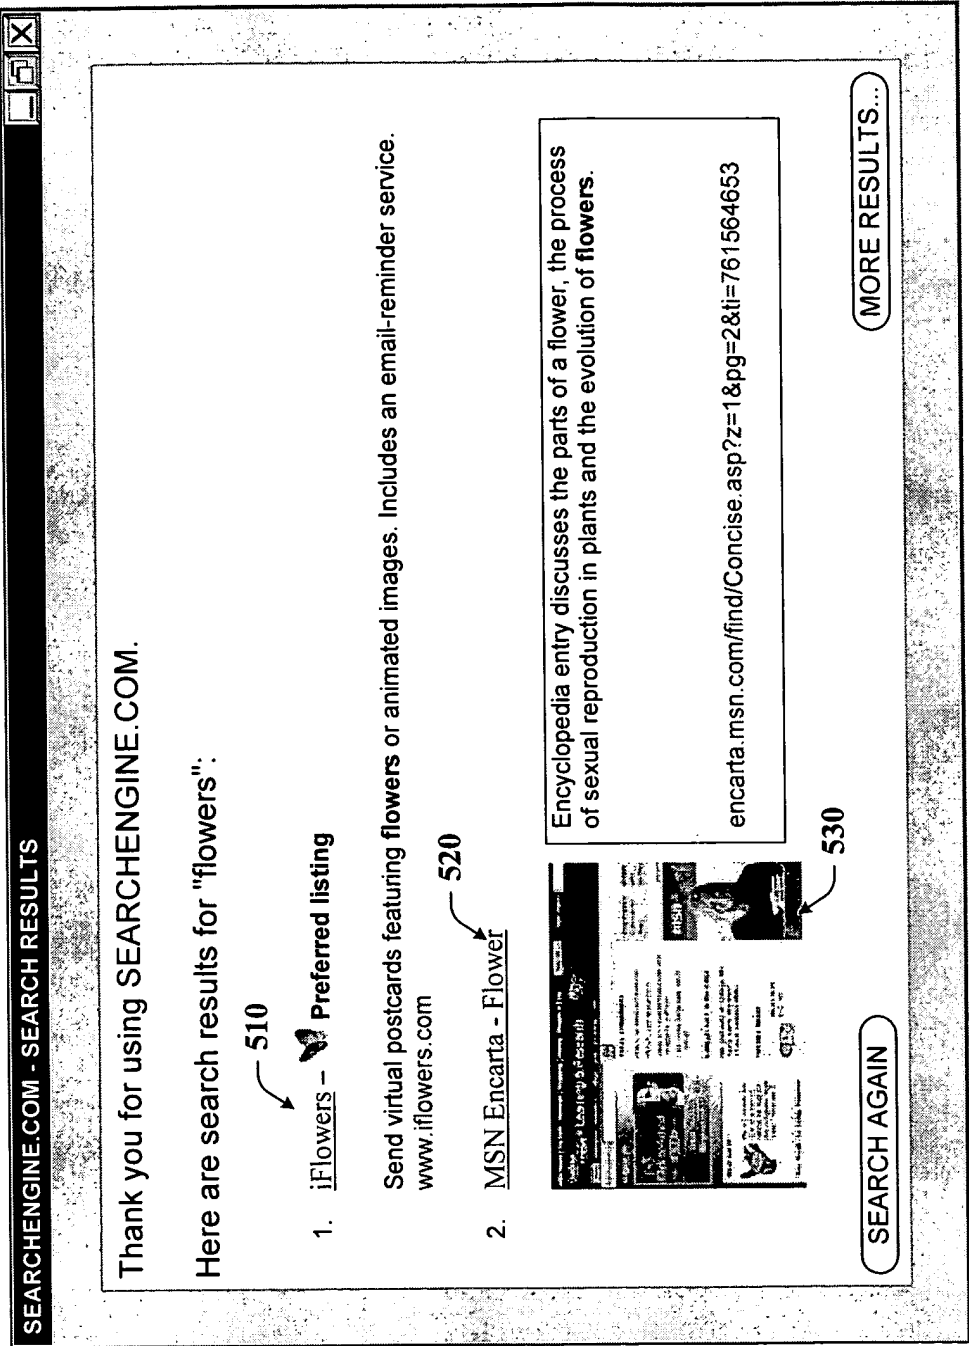 SEARCHENGINE.COM - SEARCH RESULTS
Thank you for using SEARCHENGINE.COM.
Here are search results for "flowers":
510
1. iFlowers – Preferred listing
Send virtual postcards featuring flowers or animated images. Includes an email-reminder service.
www.iflowers.com
520
2. MSN Encarta - Flower
Encyclopedia entry discusses the parts of a flower, the process
of sexual reproduction in plants and the evolution of flowers.
encarta.msn.com/find/Concise.asp?z=1&pg=2&ti=761564653
msn
530
SEARCH AGAIN
MORE RESULTS...